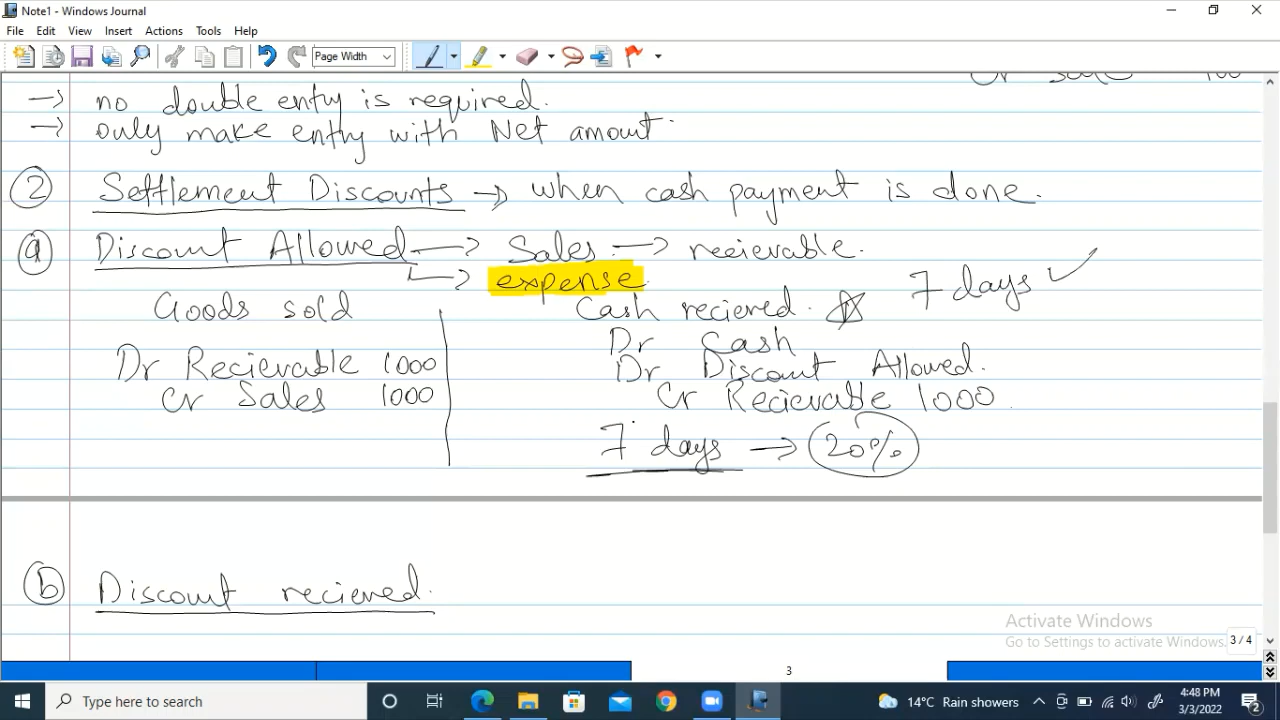 Note1 - Windows Journal
File Edit View Insert Actions Tools Help
Page Width
Cr sale 100
→ no double entry is required.
→ only make entry with Net amount.
② Settlement Discounts → when cash payment is done.
ⓐ Discount Allowed → Sales → recievable.
→ expense.
7 days ✓
Goods sold
Cash recieved. ☆
Dr Recievable 1000
Cr Sales 1000
Dr Cash
Dr Discount Allowed.
Cr Recievable 1000
7 days → 20%
ⓑ Discount recieved.
Activate Windows
Go to Settings to activate Windows.
3 / 4
3
Type here to search
14°C Rain showers
4:48 PM
3/3/2022
2